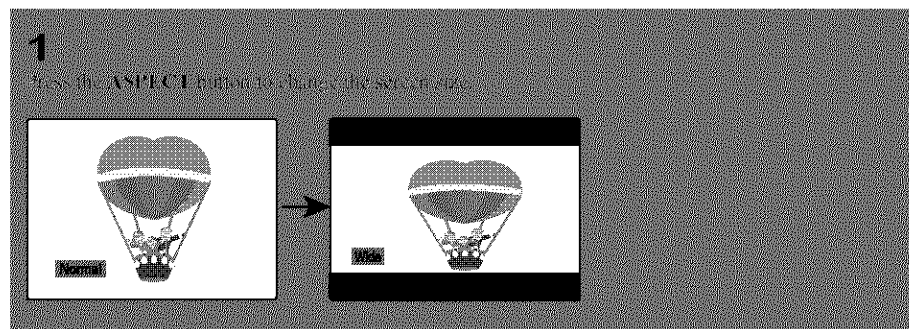 1
Press the ASPECT button to change the screen size.
Normal
Wide